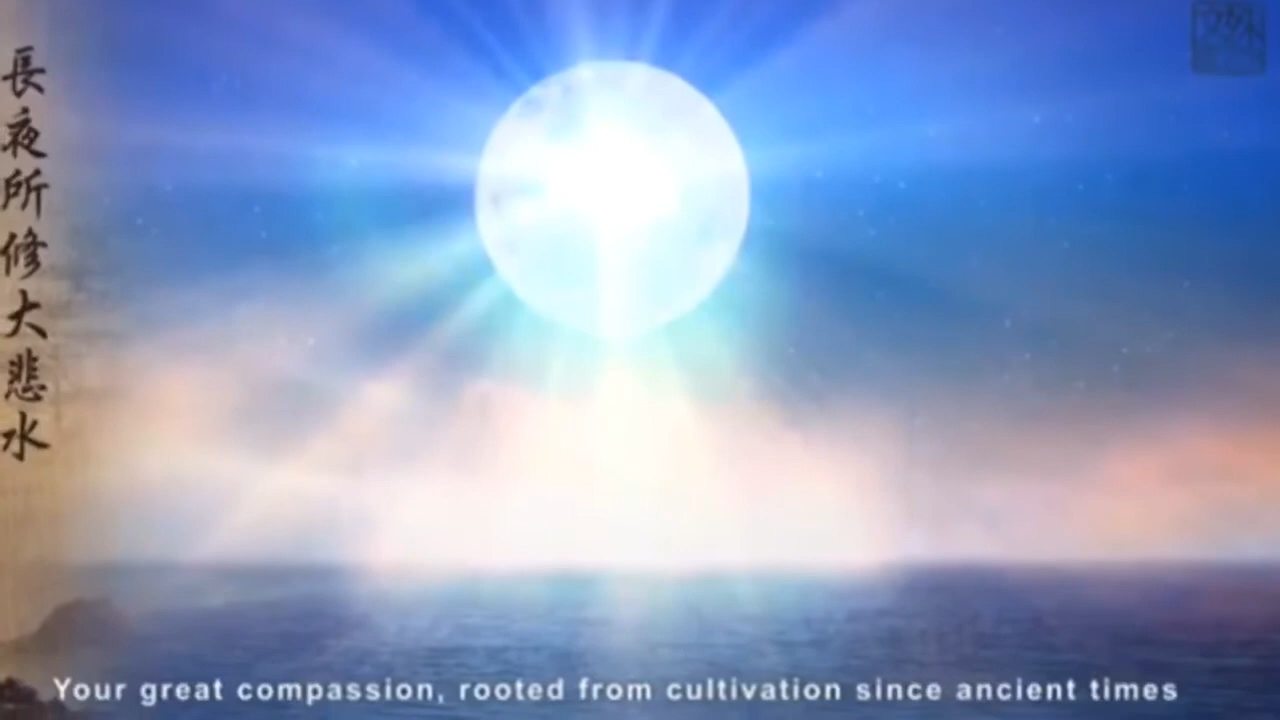 長夜所修大悲水
Your great compassion, rooted from cultivation since ancient times